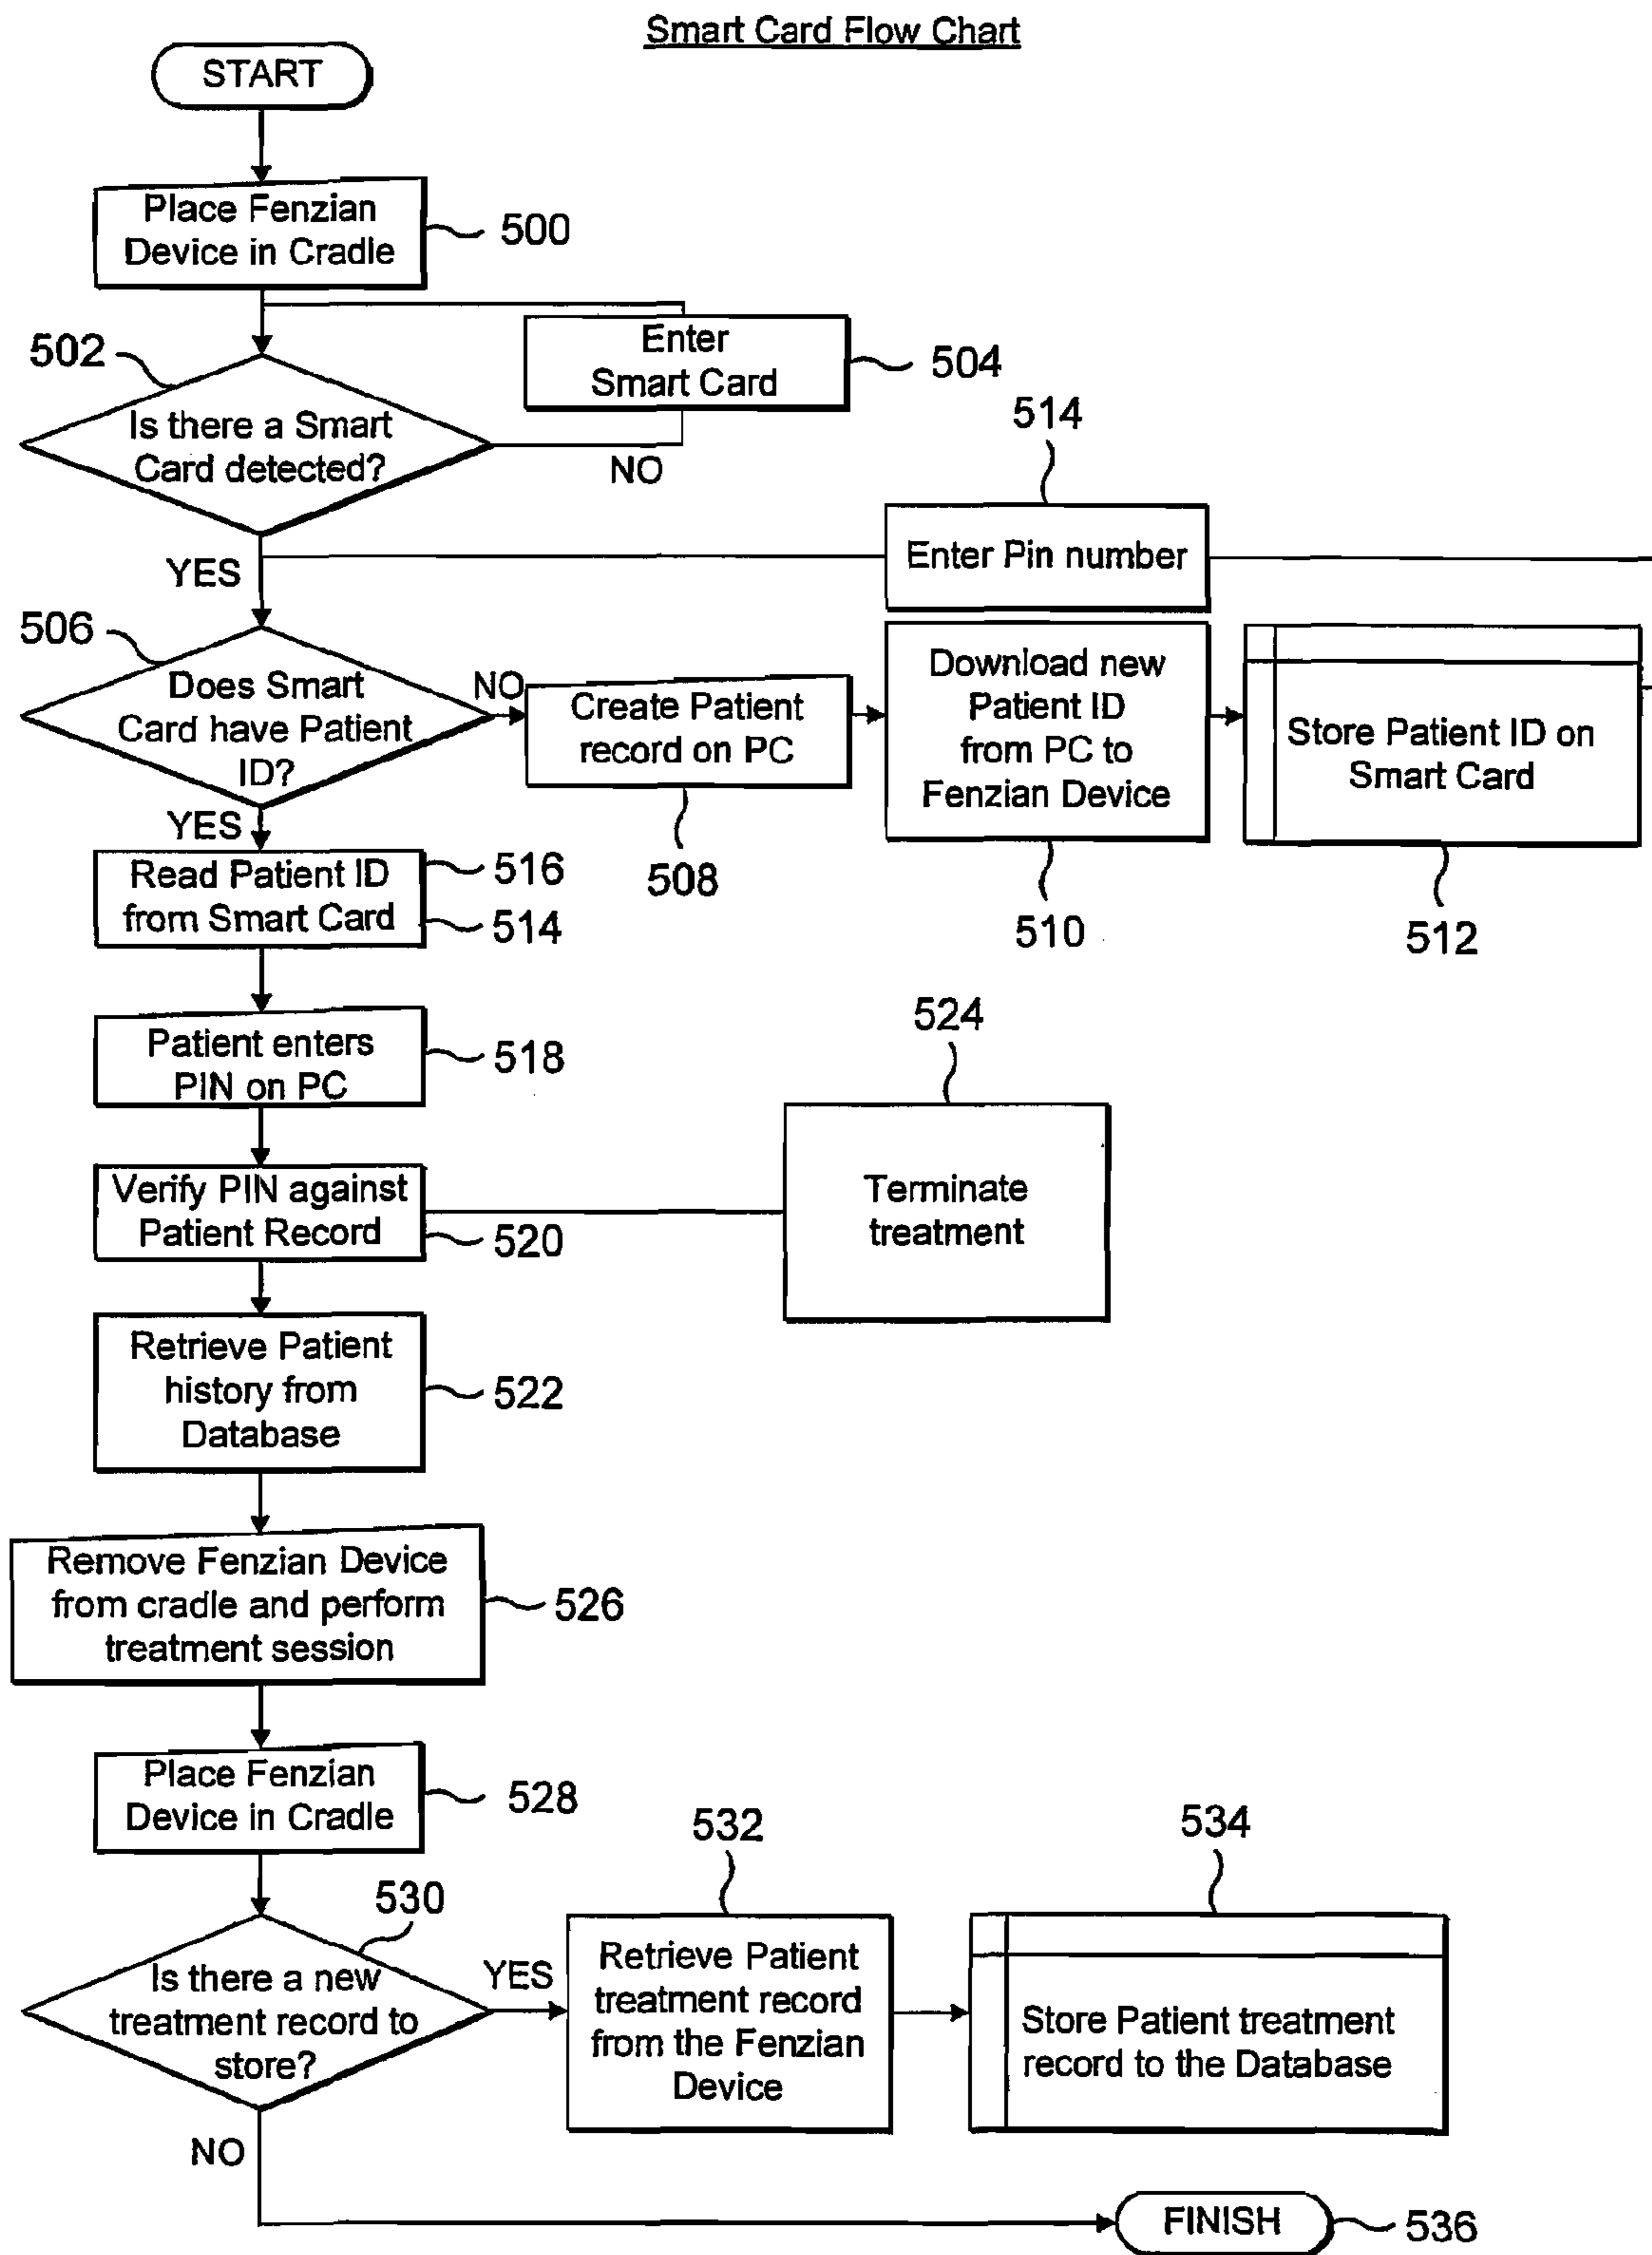 Smart Card Flow Chart
START
Place Fenzian
Device in Cradle
500
502
Enter
Smart Card
504
Is there a Smart
Card detected?
NO
514
Enter Pin number
YES
506
Does Smart
Card have Patient
ID?
NO
Create Patient
record on PC
508
Download new
Patient ID
from PC to
Fenzian Device
510
Store Patient ID on
Smart Card
512
YES
Read Patient ID
from Smart Card
516
514
Patient enters
PIN on PC
518
Verify PIN against
Patient Record
520
524
Terminate
treatment
Retrieve Patient
history from
Database
522
Remove Fenzian Device
from cradle and perform
treatment session
526
Place Fenzian
Device in Cradle
528
530
Is there a new
treatment record to
store?
YES
532
Retrieve Patient
treatment record
from the Fenzian
Device
534
Store Patient treatment
record to the Database
NO
FINISH
536